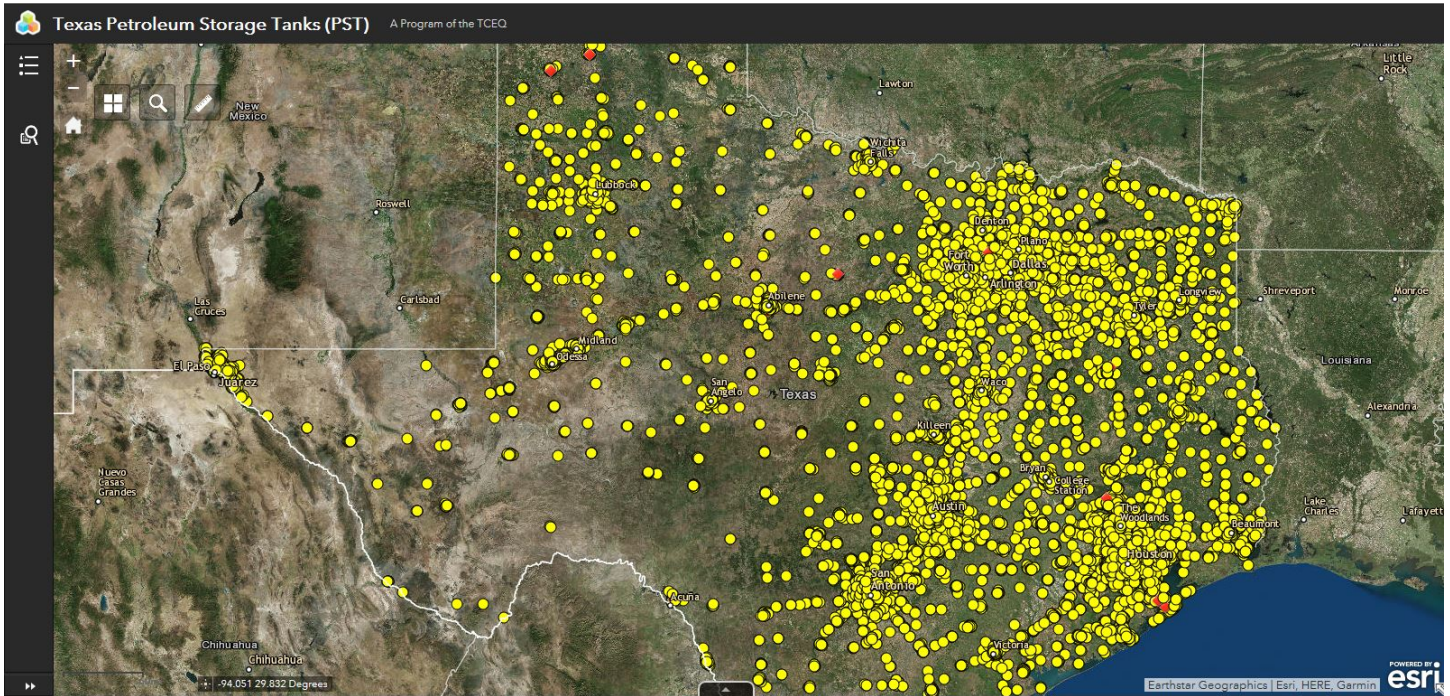 Texas Petroleum Storage Tanks (PST) A Program of the TCEQ
Arkansas
Little
Rock
Lawton
New
Mexico
Wichita
Falls
Lubbock
Roswell
Denton
Plano
Fort
Worth
Dallas
Arlington
Carlsbad
Abilene
Tyler
Longview
Shreveport
Monroe
Las
Cruces
Midland
Odessa
El Paso
Juarez
San
Angelo
Texas
Waco
Louisiana
Killeen
Alexandria
Nuevo
Casas
Grandes
Bryan
College
Station
Austin
The
Woodlands
Lake
Charles
Lafayett
Beaumont
Houston
San
Antonio
Acuña
Victoria
Chihuahua
Chihuahua
-94.051 29.832 Degrees
Earthstar Geographics | Esri, HERE, Garmin
POWERED BY
esri